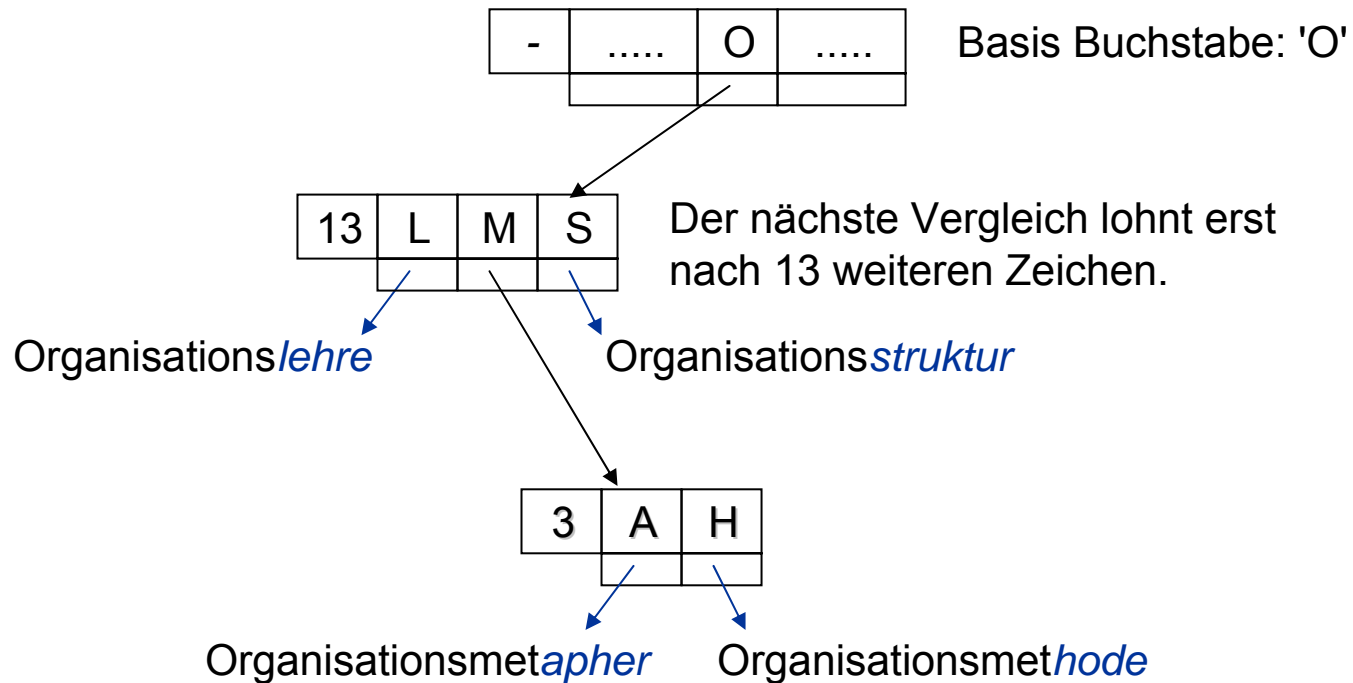 - ..... O ..... Basis Buchstabe: 'O'
13 L M S Der nächste Vergleich lohnt erst
nach 13 weiteren Zeichen.
Organisationslehre Organisationsstruktur
3 A H
Organisationsmetapher Organisationsmethode